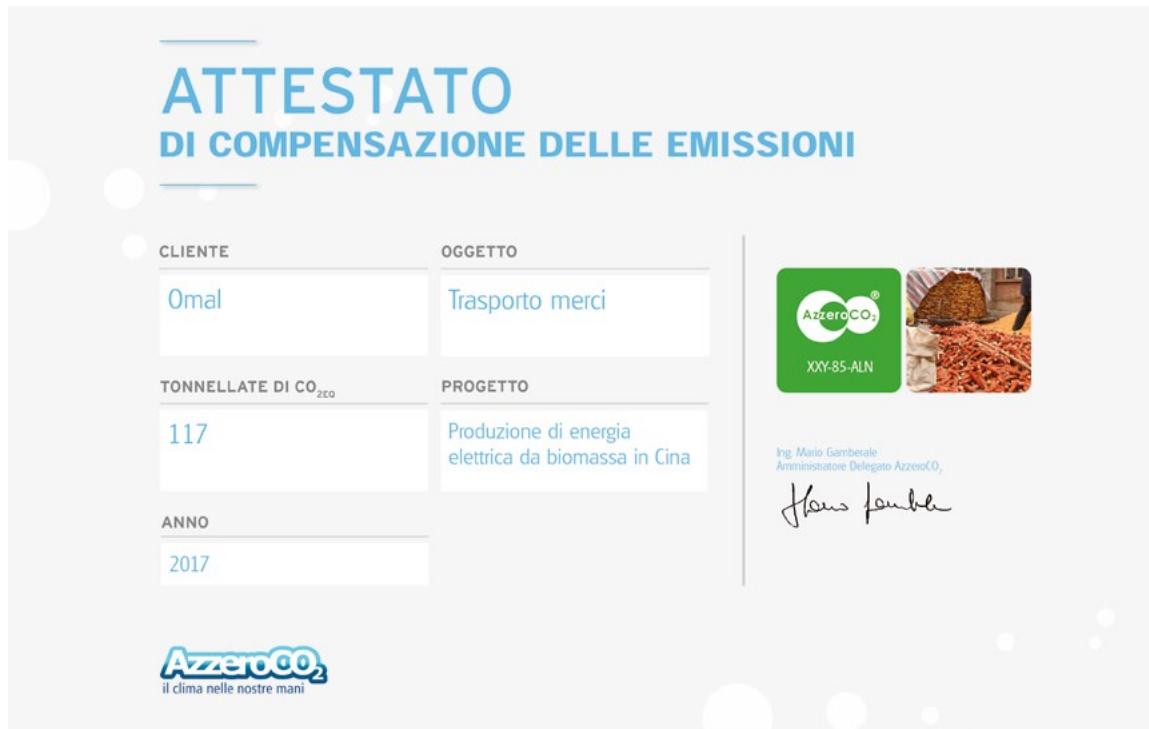 ATTESTATO
DI COMPENSAZIONE DELLE EMISSIONI
CLIENTE
Omal
OGGETTO
Trasporto merci
TONNELLATE DI CO2EQ
117
PROGETTO
Produzione di energia
elettrica da biomassa in Cina
ANNO
2017
AzzeroCO2®
XXY-85-ALN
Ing. Mario Gamberale
Amministratore Delegato AzzeroCO2
AzzeroCO2
il clima nelle nostre mani